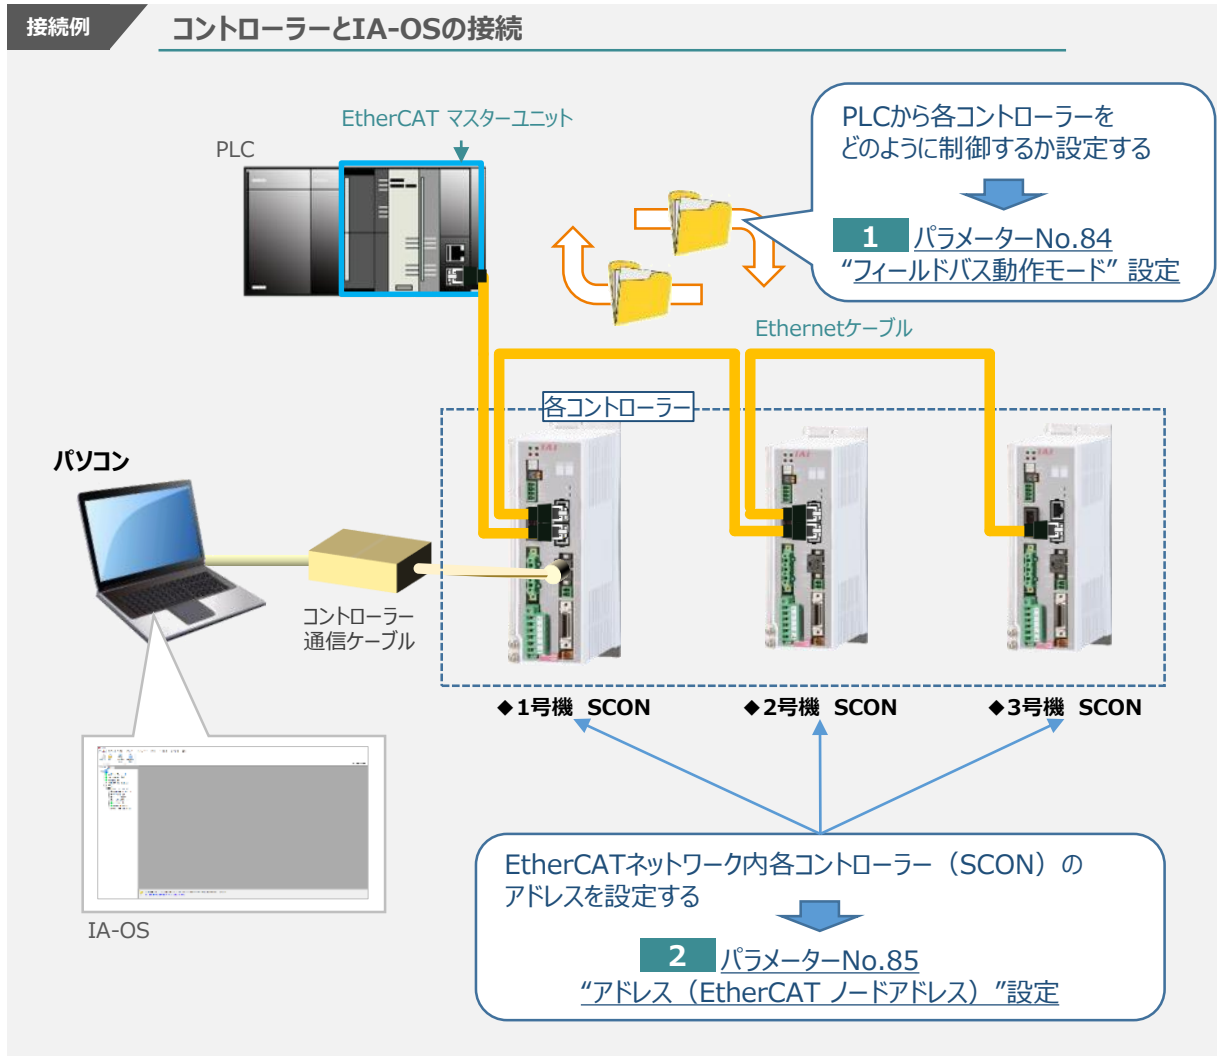 接続例
コントローラーとIA-OSの接続
EtherCAT マスターユニット
PLC
PLCから各コントローラーを
どのように制御するか設定する
1 パラメーターNo.84
“フィールドバス動作モード” 設定
Ethernetケーブル
各コントローラー
パソコン
コントローラー
通信ケーブル
IAI
IAI
IAI
◆1号機 SCON
◆2号機 SCON
◆3号機 SCON
IA-OS
EtherCATネットワーク内各コントローラー（SCON）の
アドレスを設定する
2 パラメーターNo.85
“アドレス（EtherCAT ノードアドレス）”設定